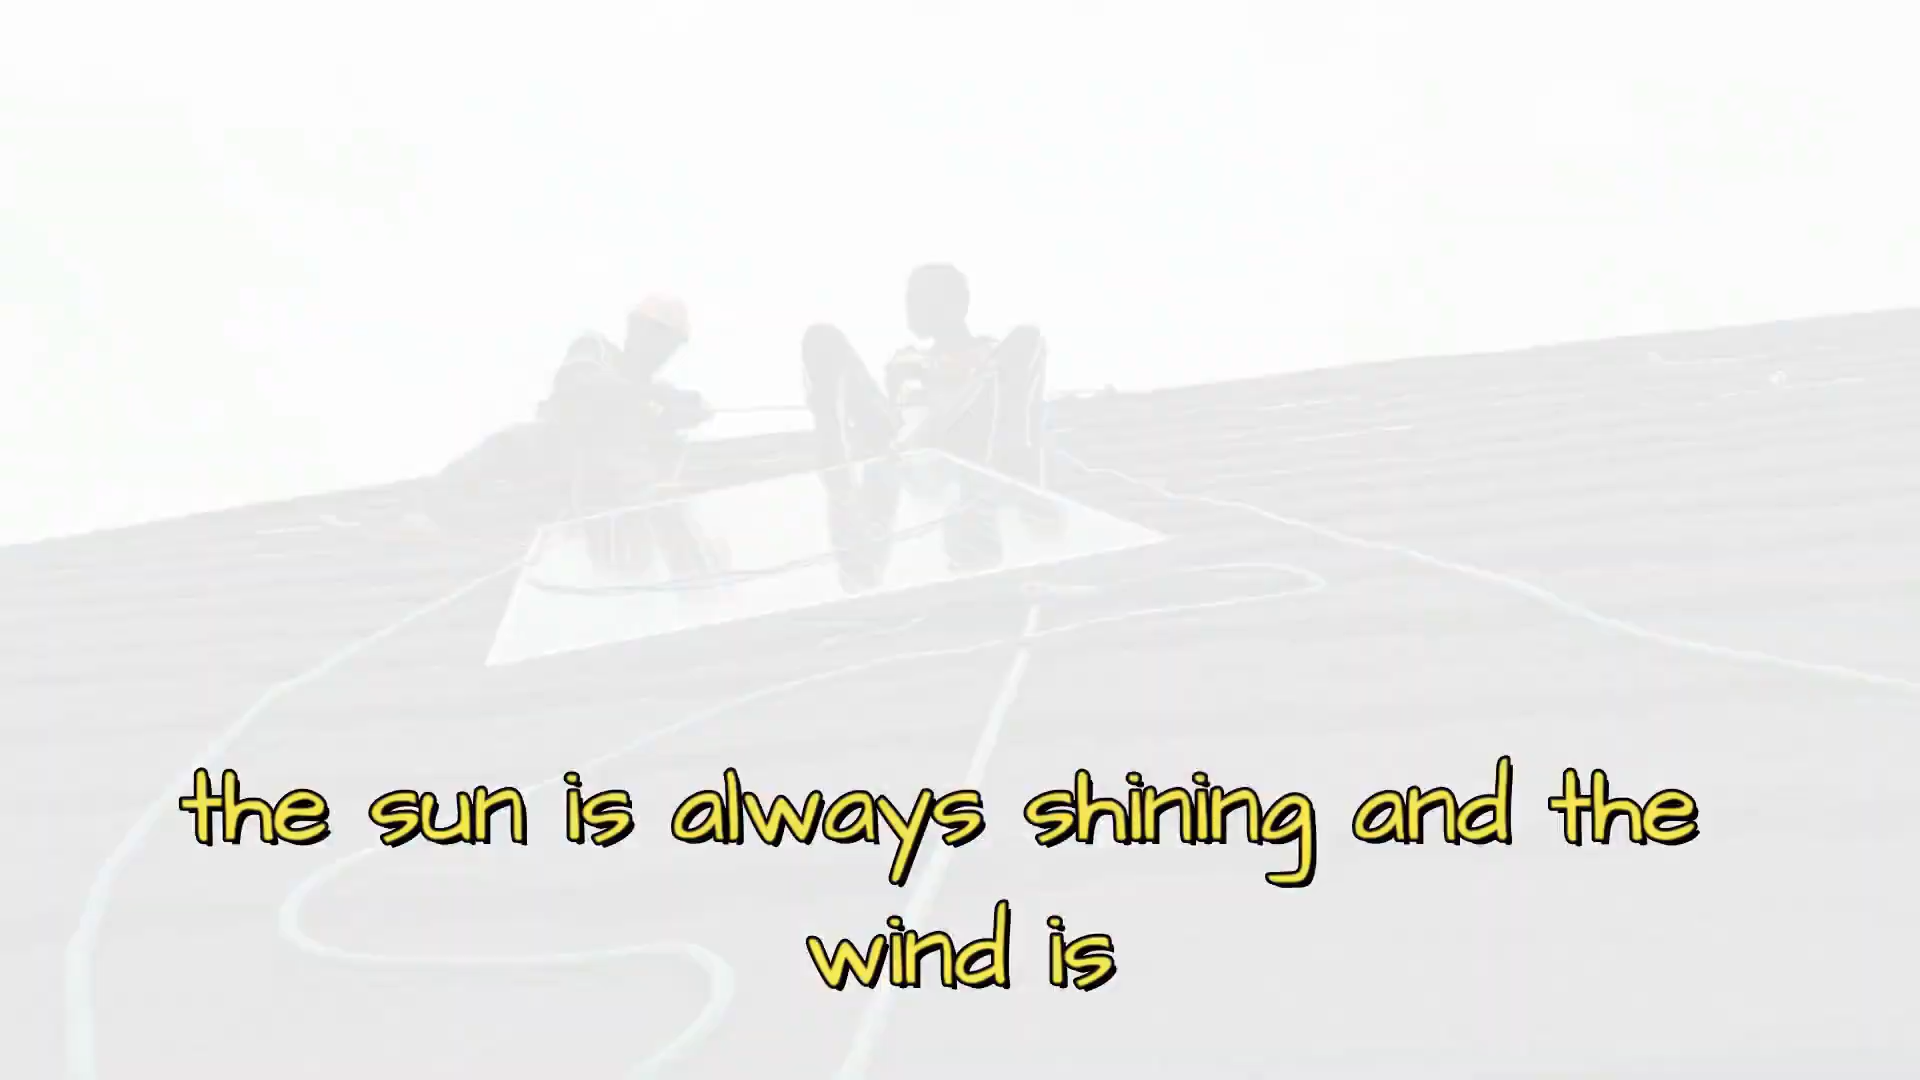 the sun is always shining and the
wind is